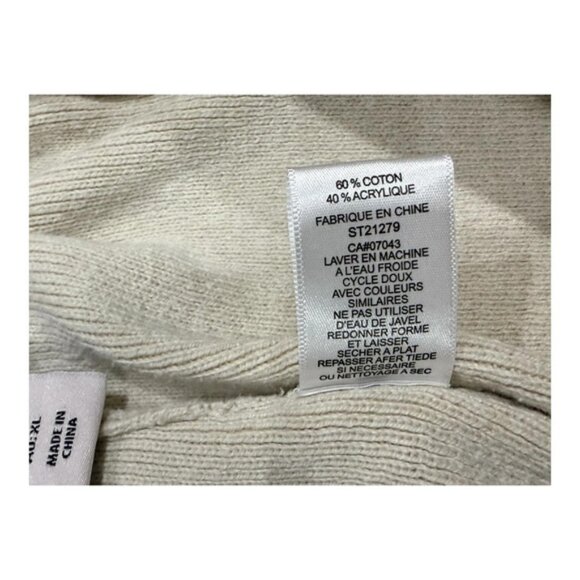 60 % COTON
40 % ACRYLIQUE
FABRIQUE EN CHINE
ST21279
CA#07043
LAVER EN MACHINE
A L'EAU FROIDE
CYCLE DOUX
AVEC COULEURS
SIMILAIRES
NE PAS UTILISER
D'EAU DE JAVEL
REDONNER FORME
ET LAISSER
SECHER A PLAT
REPASSER AFER TIEDE
SI NECESSAIRE
OU NETTOYAGE A SEC
AU:XL
MADE IN
CHINA